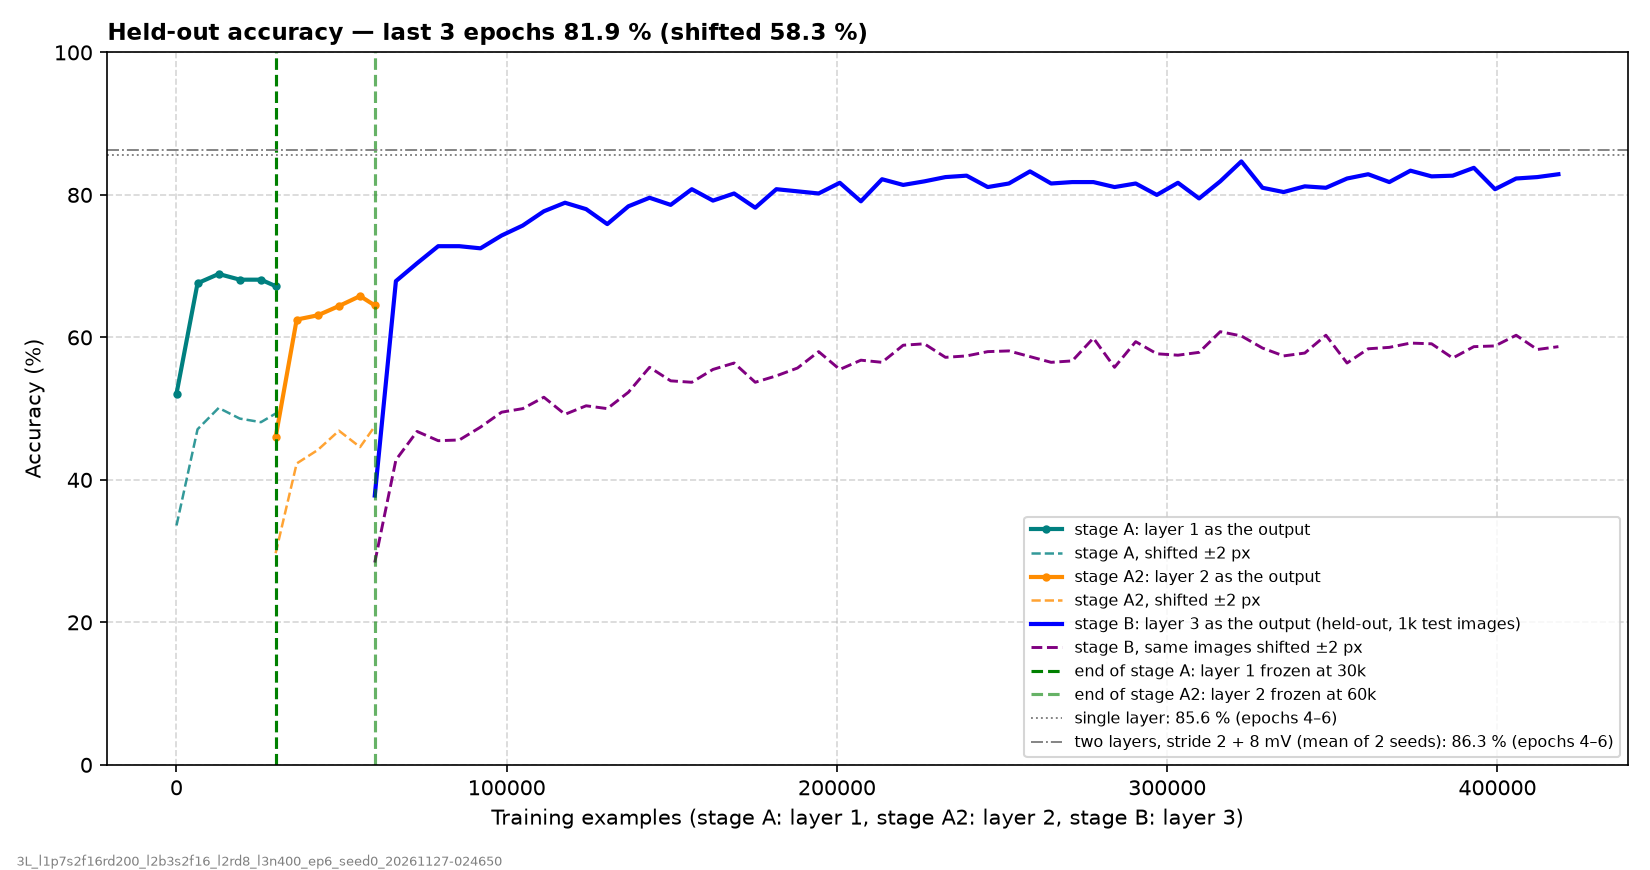 Held-out accuracy — last 3 epochs 81.9 % (shifted 58.3 %)
100
80
60
40
20
0
Accuracy (%)
stage A: layer 1 as the output
stage A, shifted ±2 px
stage A2: layer 2 as the output
stage A2, shifted ±2 px
stage B: layer 3 as the output (held-out, 1k test images)
stage B, same images shifted ±2 px
end of stage A: layer 1 frozen at 30k
end of stage A2: layer 2 frozen at 60k
single layer: 85.6 % (epochs 4–6)
two layers, stride 2 + 8 mV (mean of 2 seeds): 86.3 % (epochs 4–6)
0 100000 200000 300000 400000
Training examples (stage A: layer 1, stage A2: layer 2, stage B: layer 3)
3L_l1p7s2f16rd200_l2b3s2f16_l2rd8_l3n400_ep6_seed0_20261127-024650